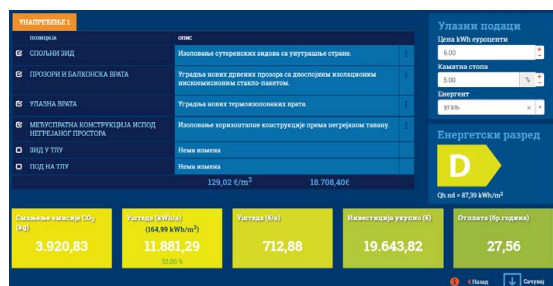 УНАПРЕЂЕЊЕ 1
ПОЗИЦИЈА ОПИС
СПОЉНИ ЗИД Изоловање сутеренских зидова са унутрашње стране.
ПРОЗОРИ И БАЛКОНСКА ВРАТА Уградња нових дрвених прозора са двослојним изолационим
нискоемисионим стакло-пакетом.
УЛАЗНА ВРАТА Уградња нових термоизолованих врата.
МЕЂУСПРАТНА КОНСТРУКЦИЈА ИСПОД
НЕГРЕЈАНОГ ПРОСТОРА Изоловање хоризонталне конструкције према негрејаном тавану.
ЗИД У ТЛУ Нема измена
ПОД НА ТЛУ Нема измена
129,02 €/m² 18.708,40€
Улазни подаци
Цена kWh евроценти
6.00
Каматна стопа
5.00 %
Енергент
УГАЉ
Енергетски разред
D
Qh nd = 87,39 kWh/m²
Смањење емисије CO₂
(kg)
3.920,83
Уштеда (kWh/a)
(164,99 kWh/m²)
11.881,29
Уштеда (€/a)
712,88
Инвестиција укупно (€)
19.643,82
Отплата (бр.година)
27,56
Назад Сачувај